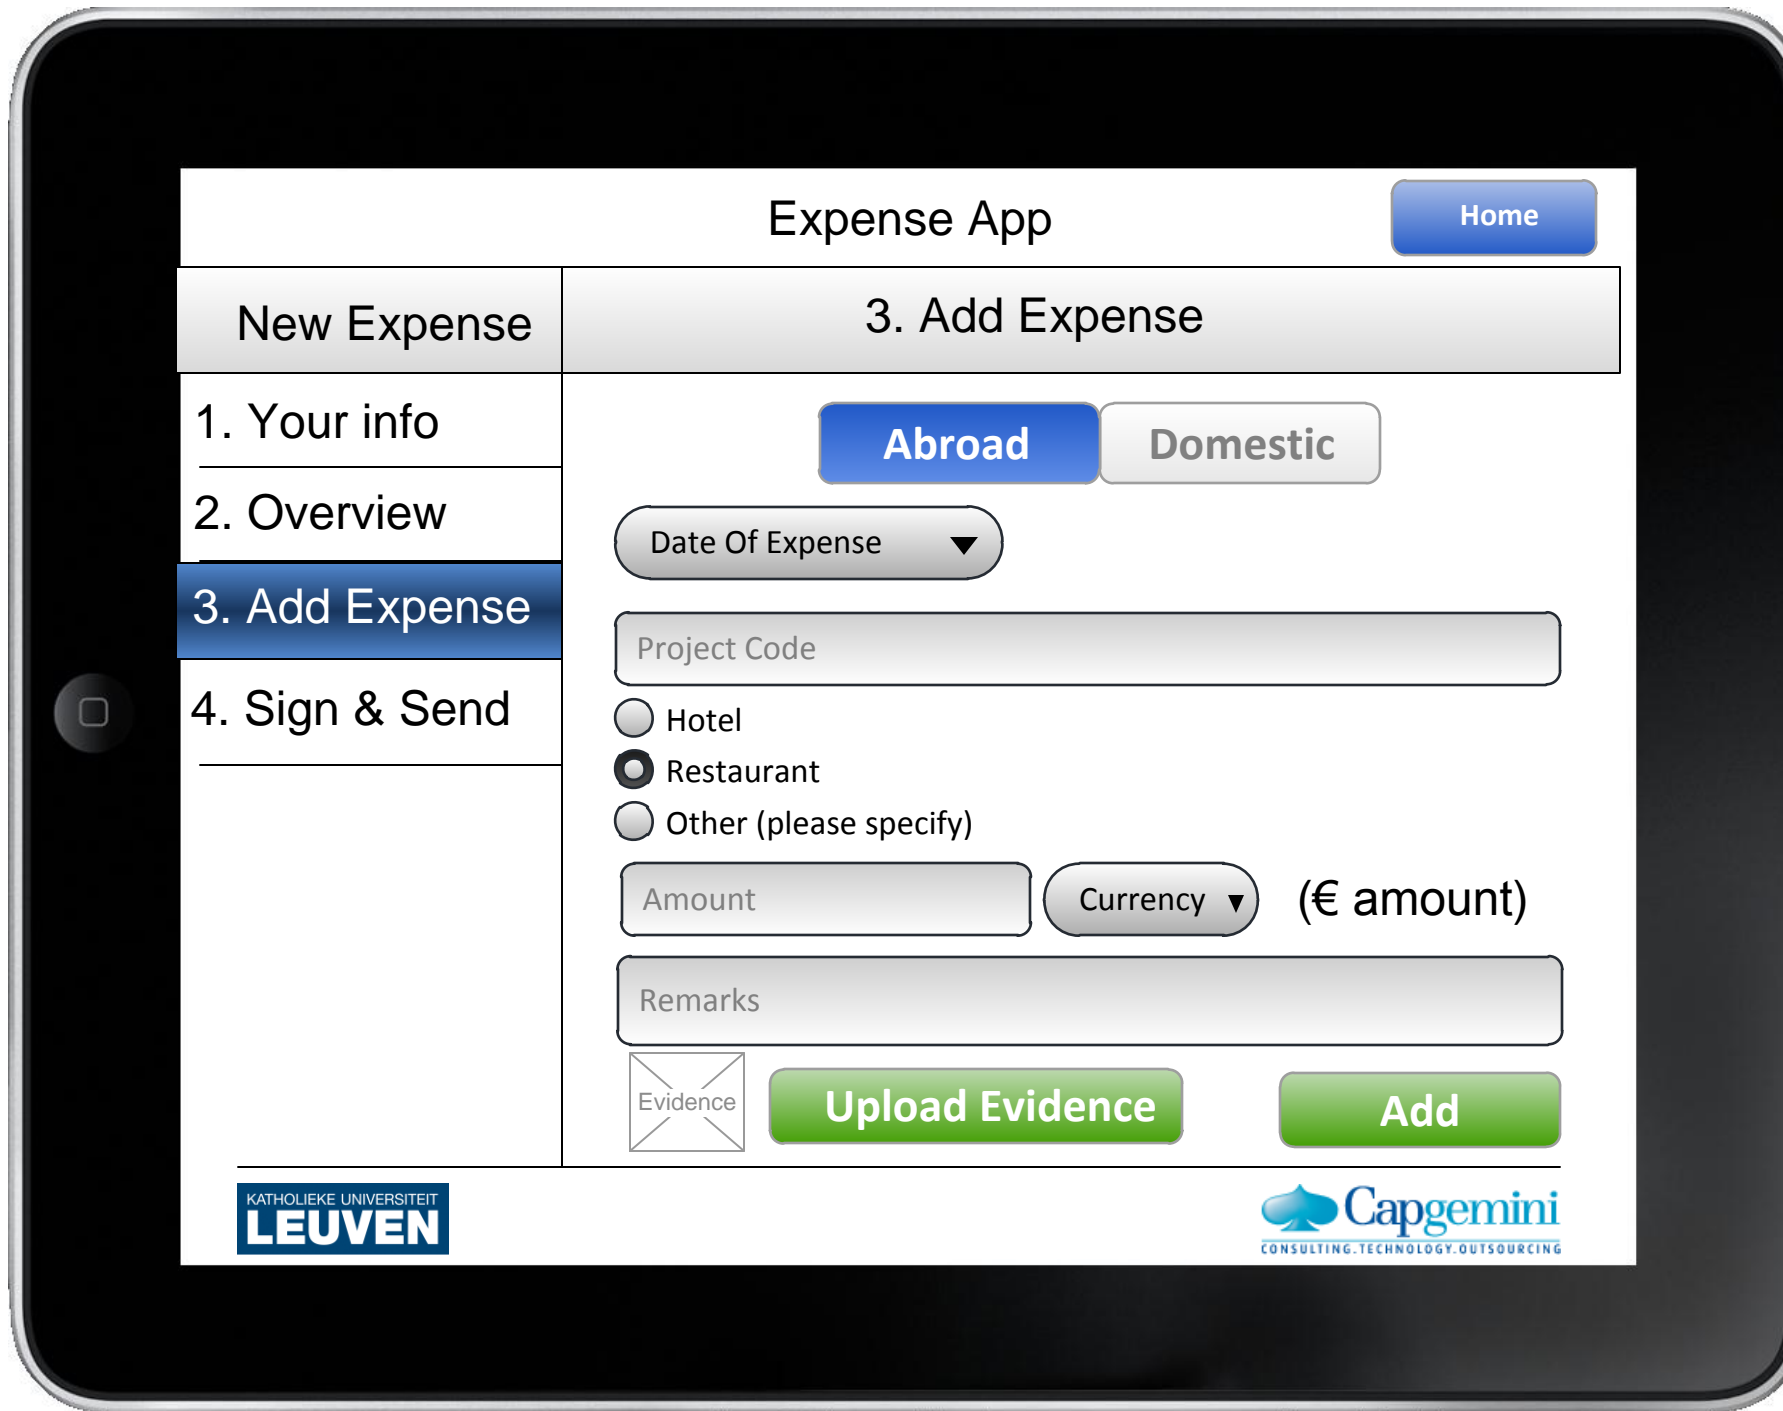 Expense App
Home
New Expense
3. Add Expense
1. Your info
2. Overview
3. Add Expense
4. Sign & Send
Abroad
Domestic
Date Of Expense
Project Code
Hotel
Restaurant
Other (please specify)
Amount
Currency
(€ amount)
Remarks
Evidence
Upload Evidence
Add
KATHOLIEKE UNIVERSITEIT
LEUVEN
Capgemini
CONSULTING.TECHNOLOGY.OUTSOURCING